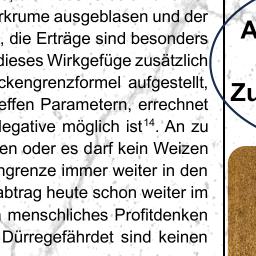 rkrume ausgeblasen und der
, die Erträge sind besonders
dieses Wirkgefüge zusätzlich
ckengrenzformel aufgestellt,
effen Parametern, errechnet
legative möglich ist¹⁴. An zu
en oder es darf kein Weizen
ngrenze immer weiter in den
abtrag heute schon weiter im
menschliches Profitdenken
Dürregefährdet sind keinen
A
Zu